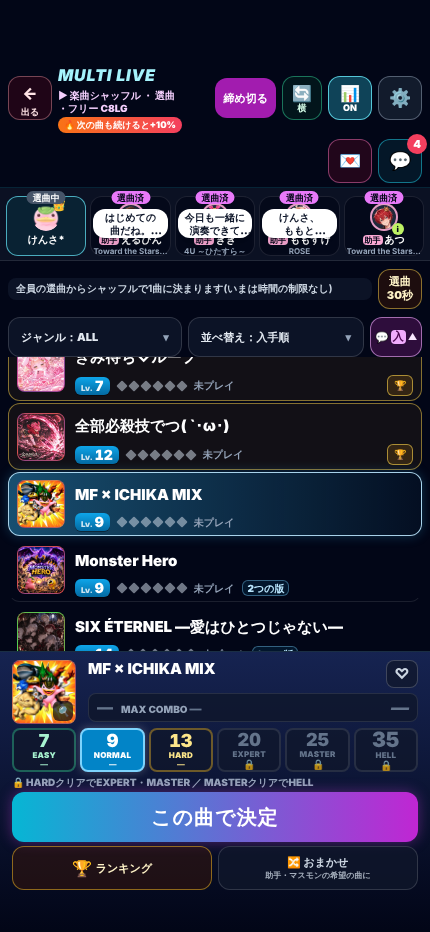 ←
出る
MULTI LIVE
▶ 楽曲シャッフル ・ 選曲
・フリー C8LG
🔥 次の曲も続けると+10%
締め切る
🔄
横
📊
ON
⚙️
💌
💬
4
選曲中
けんさ*
選曲済
はじめての
曲だね。…
助手 えるぴん
Toward the Stars…
選曲済
今日も一緒に
演奏できて…
助手
4U ～ひたすら～
選曲済
けんさ、
ももと…
助手 ももすけ
ROSE
選曲済
i
助手 あつ
Toward the Stars…
全員の選曲からシャッフルで1曲に決まります(いまは時間の制限なし)
選曲
30秒
ジャンル：ALL ▼
並べ替え：入手順 ▼
💬 入 ▲
きみ待ち♡ループ
Lv. 7 ◆◆◆◆◆◆ 未プレイ 🏆
全部必殺技でつ(`･ω･)
Lv. 12 ◆◆◆◆◆◆ 未プレイ 🏆
MF × ICHIKA MIX
Lv. 9 ◆◆◆◆◆◆ 未プレイ
Monster Hero
Lv. 9 ◆◆◆◆◆◆ 未プレイ 2つの版
SIX ÉTERNEL ―愛はひとつじゃない―
MF × ICHIKA MIX
♡
— MAX COMBO — —
7
EASY
—
9
NORMAL
—
13
HARD
—
20
EXPERT
🔒
25
MASTER
🔒
35
HELL
🔒
🔒 HARDクリアでEXPERT・MASTER ／ MASTERクリアでHELL
この曲で決定
🏆 ランキング
🔀 おまかせ
助手・マスモンの希望の曲に